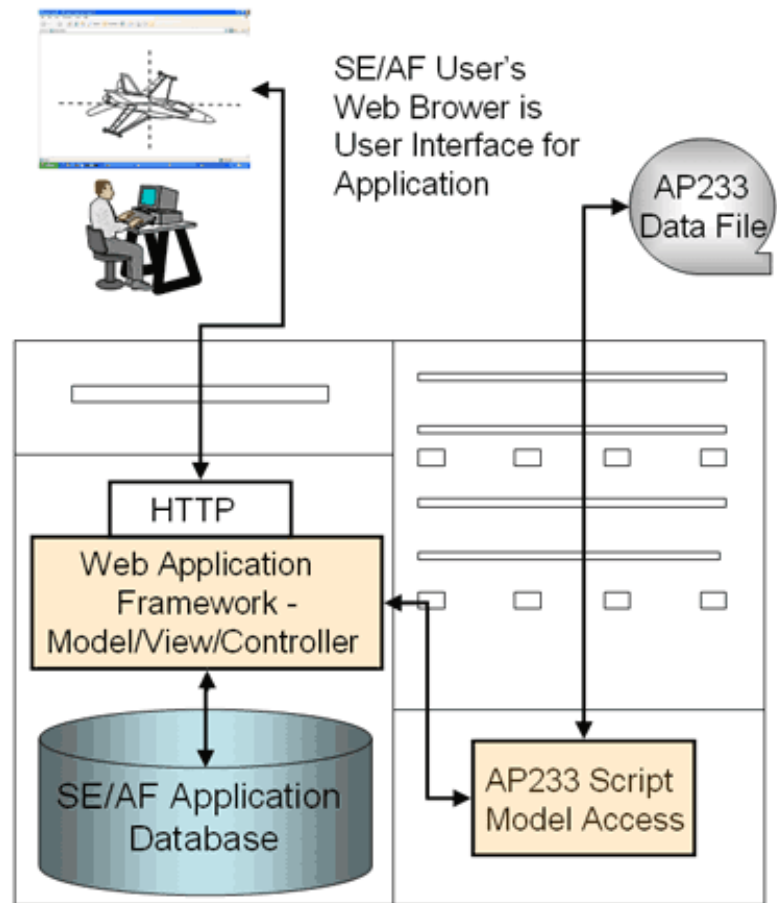 SE/AF User's
Web Brower is
User Interface for
Application
AP233
Data File
HTTP
Web Application
Framework -
Model/View/Controller
SE/AF Application
Database
AP233 Script
Model Access